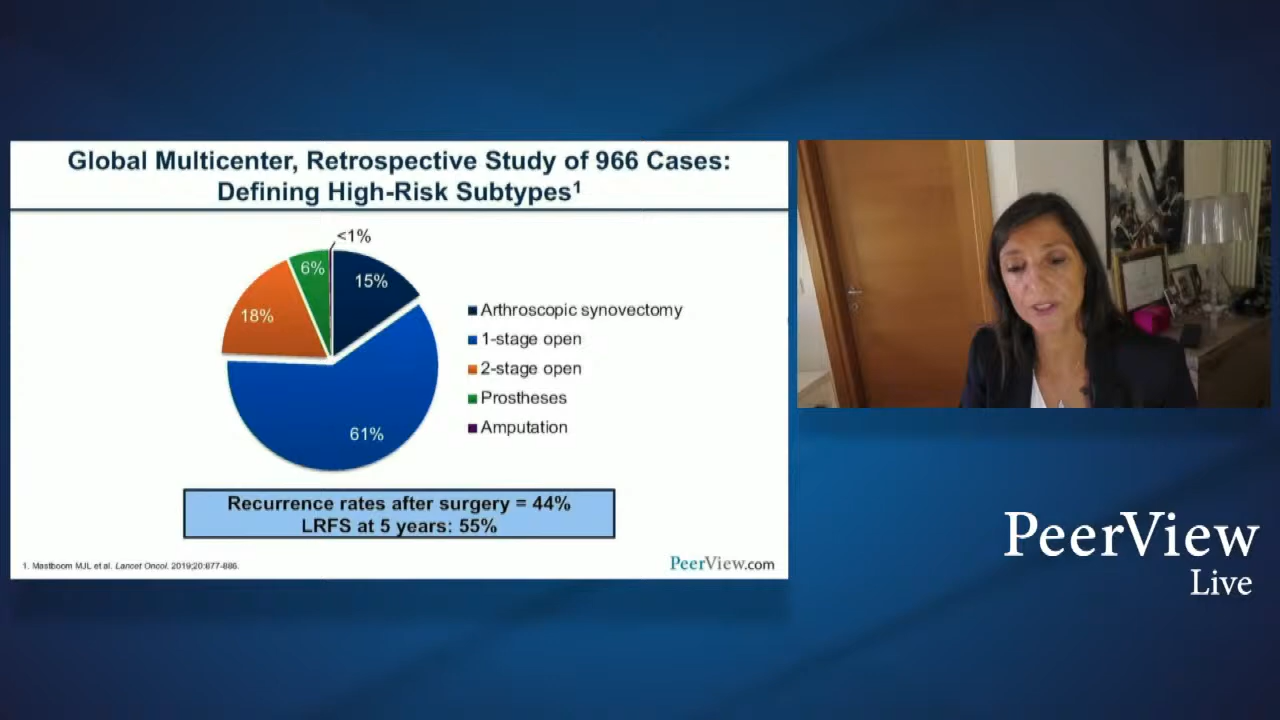 Global Multicenter, Retrospective Study of 966 Cases:
Defining High-Risk Subtypes1
<1%
6%
15%
18%
61%
Arthroscopic synovectomy
1-stage open
2-stage open
Prostheses
Amputation
Recurrence rates after surgery = 44%
LRFS at 5 years: 55%
1. Mastboom MJL et al. Lancet Oncol. 2019;20:877-886.
PeerView.com
PeerView
Live